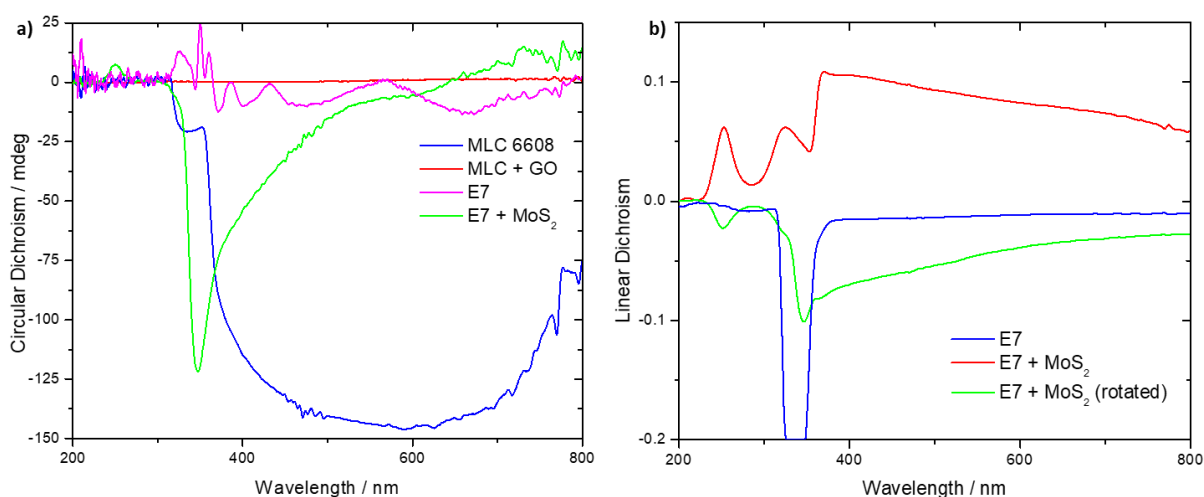 a)
Circular Dichroism / mdeg
25
0
-25
-50
-75
-100
-125
-150
200
400
600
800
Wavelength / nm
MLC 6608
MLC + GO
E7
E7 + MoS₂
b)
Linear Dichroism
0.1
0.0
-0.1
-0.2
200
400
600
800
Wavelength / nm
E7
E7 + MoS₂
E7 + MoS₂ (rotated)